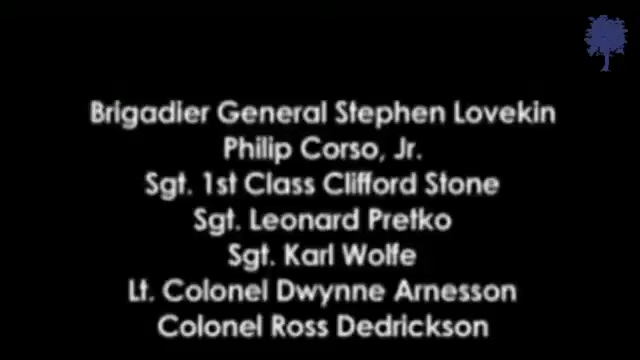 Brigadier General Stephen Lovekin
Philip Corso, Jr.
Sgt. 1st Class Clifford Stone
Sgt. Leonard Pretko
Sgt. Karl Wolfe
Lt. Colonel Dwynne Arnesson
Colonel Ross Dedrickson